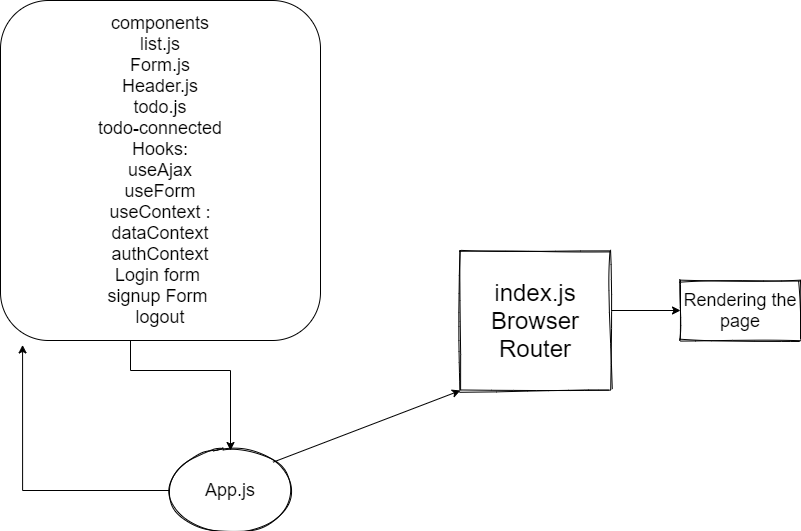 components
list.js
Form.js
Header.js
todo.js
todo-connected
Hooks:
useAjax
useForm
useContext :
dataContext
authContext
Login form
signup Form
logout
index.js
Browser
Router
Rendering the
page
App.js